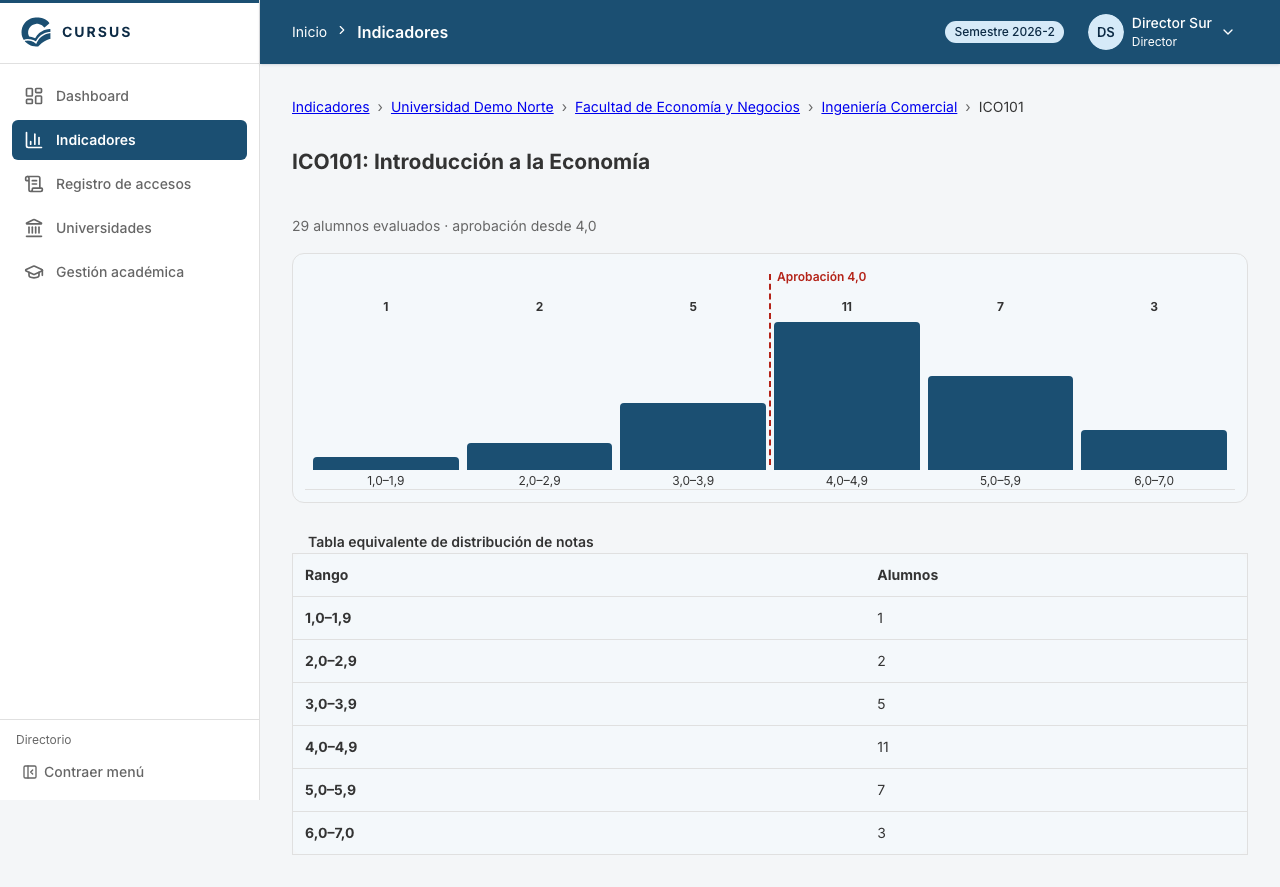 CURSUS
Inicio > Indicadores
Semestre 2026-2
DS
Director Sur
Director
Dashboard
Indicadores
Registro de accesos
Universidades
Gestión académica
Directorio
Contraer menú
Indicadores › Universidad Demo Norte › Facultad de Economía y Negocios › Ingeniería Comercial › ICO101
ICO101: Introducción a la Economía
29 alumnos evaluados · aprobación desde 4,0
Aprobación 4,0
1 2 5 11 7 3
1,0–1,9 2,0–2,9 3,0–3,9 4,0–4,9 5,0–5,9 6,0–7,0
Tabla equivalente de distribución de notas
Rango Alumnos
1,0–1,9 1
2,0–2,9 2
3,0–3,9 5
4,0–4,9 11
5,0–5,9 7
6,0–7,0 3